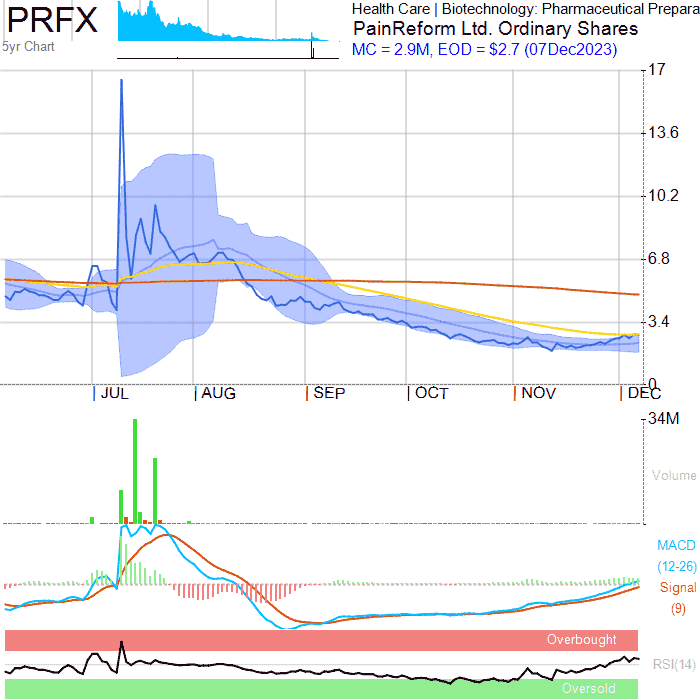 PRFX
5yr Chart
Health Care | Biotechnology: Pharmaceutical Prepara
PainReform Ltd. Ordinary Shares
MC = 2.9M, EOD = $2.7 (07Dec2023)
17
13.6
10.2
6.8
3.4
0
JUL AUG SEP OCT NOV DEC
34M
Volume
MACD
(12-26)
Signal
(9)
Overbought
RSI(14)
Oversold